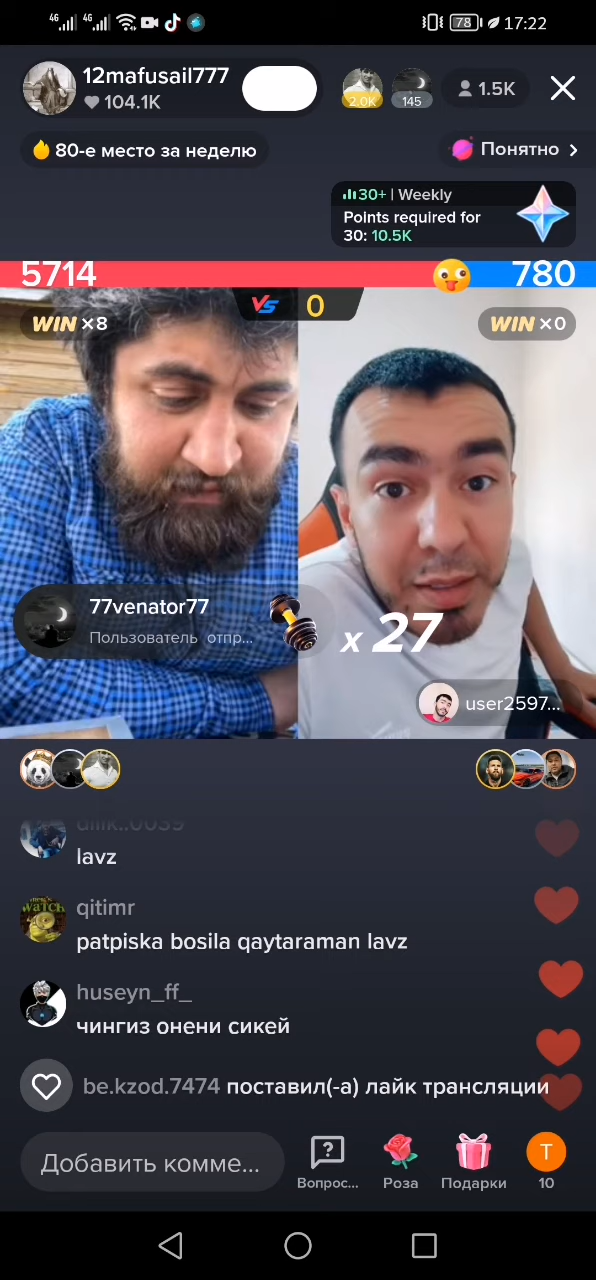 4G 4G 78 17:22
12mafusail777
104.1K
2.0K 145 1.5K
80-е место за неделю
Понятно
30+ | Weekly
Points required for
30: 10.5K
5714 780
VS 0
WIN ×8
WIN ×0
77venator77
Пользователь отпр...
x 27
user2597...
lavz
qitimr
patpiska bosila qaytaraman lavz
huseyn_ff_
чингиз онени сикей
be.kzod.7474 поставил(-а) лайк трансляции
Добавить комме...
Вопрос... Роза Подарки 10
T